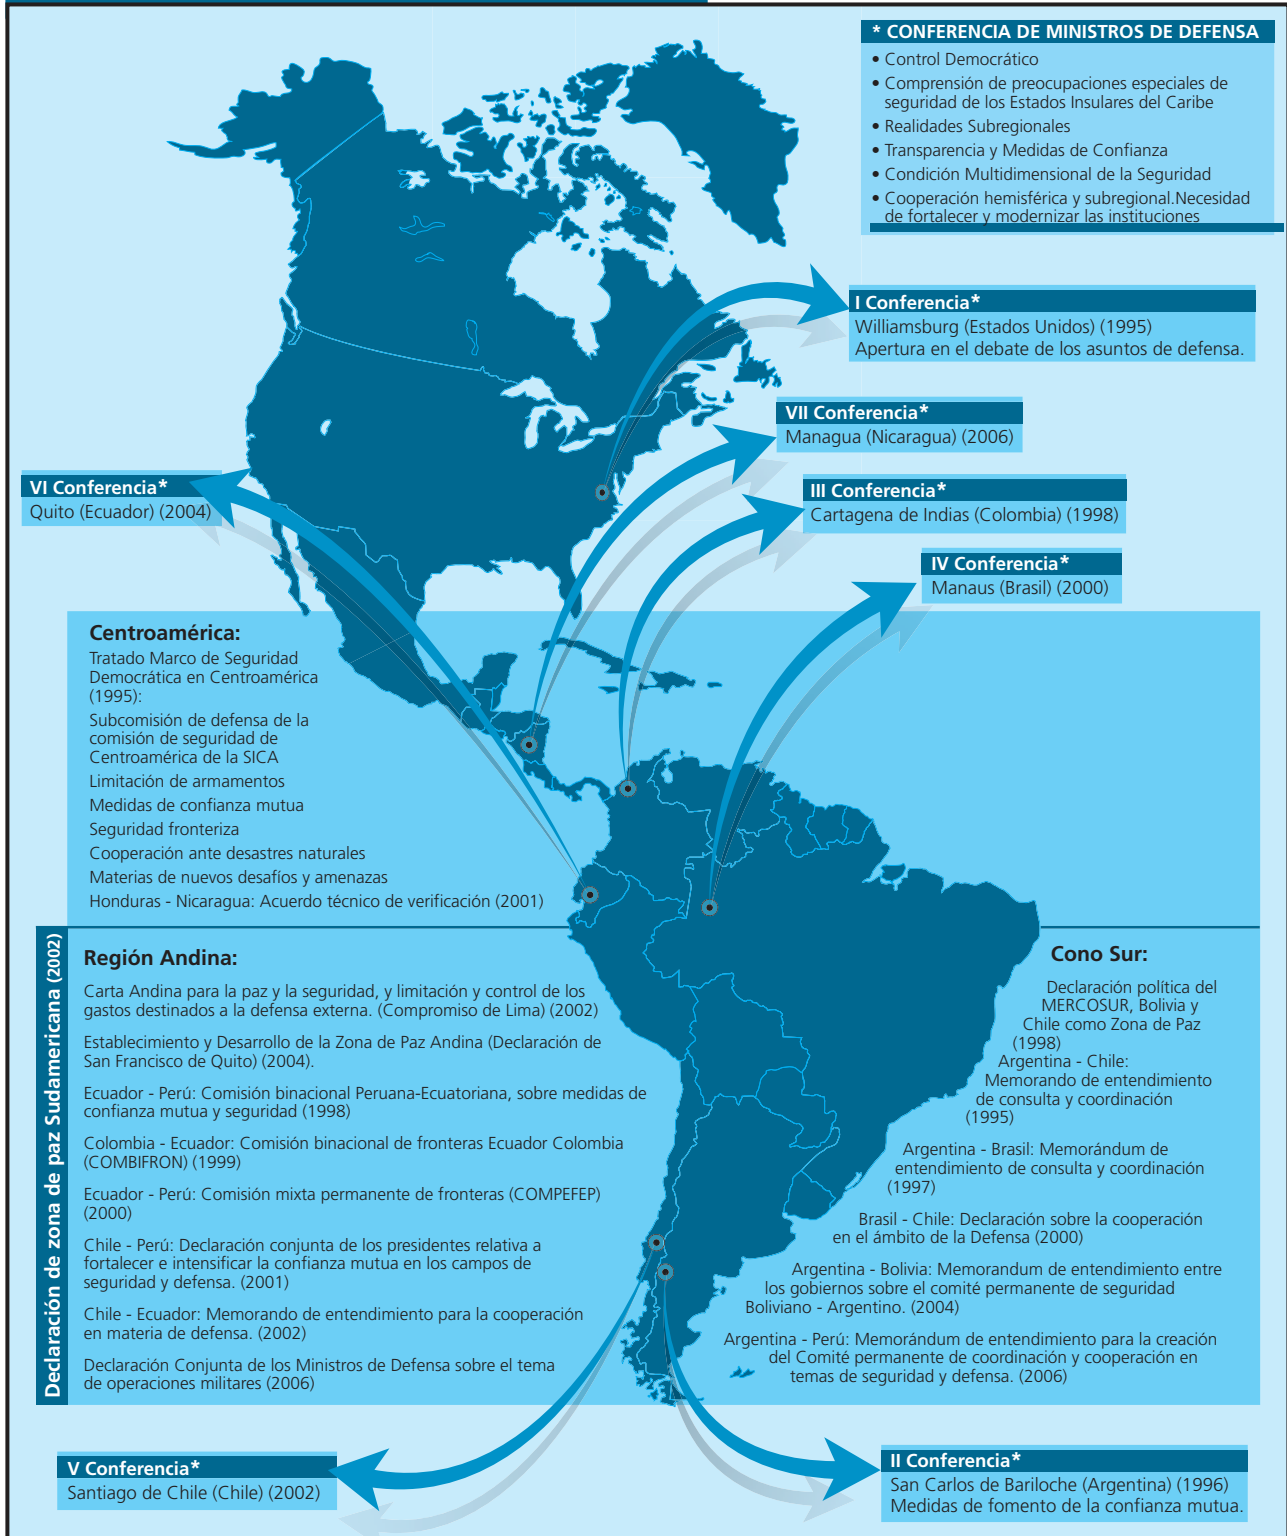 * CONFERENCIA DE MINISTROS DE DEFENSA
• Control Democrático
• Comprensión de preocupaciones especiales de
seguridad de los Estados Insulares del Caribe
• Realidades Subregionales
• Transparencia y Medidas de Confianza
• Condición Multidimensional de la Seguridad
• Cooperación hemisférica y subregional.Necesidad
de fortalecer y modernizar las instituciones
I Conferencia*
Williamsburg (Estados Unidos) (1995)
Apertura en el debate de los asuntos de defensa.
VII Conferencia*
Managua (Nicaragua) (2006)
VI Conferencia*
Quito (Ecuador) (2004)
III Conferencia*
Cartagena de Indias (Colombia) (1998)
IV Conferencia*
Manaus (Brasil) (2000)
Centroamérica:
Tratado Marco de Seguridad
Democrática en Centroamérica
(1995):
Subcomisión de defensa de la
comisión de seguridad de
Centroamérica de la SICA
Limitación de armamentos
Medidas de confianza mutua
Seguridad fronteriza
Cooperación ante desastres naturales
Materias de nuevos desafíos y amenazas
Honduras - Nicaragua: Acuerdo técnico de verificación (2001)
Declaración de zona de paz Sudamericana (2002)
Región Andina:
Carta Andina para la paz y la seguridad, y limitación y control de los
gastos destinados a la defensa externa. (Compromiso de Lima) (2002)
Establecimiento y Desarrollo de la Zona de Paz Andina (Declaración de
San Francisco de Quito) (2004).
Ecuador - Perú: Comisión binacional Peruana-Ecuatoriana, sobre medidas de
confianza mutua y seguridad (1998)
Colombia - Ecuador: Comisión binacional de fronteras Ecuador Colombia
(COMBIFRON) (1999)
Ecuador - Perú: Comisión mixta permanente de fronteras (COMPEFEP)
(2000)
Chile - Perú: Declaración conjunta de los presidentes relativa a
fortalecer e intensificar la confianza mutua en los campos de
seguridad y defensa. (2001)
Chile - Ecuador: Memorando de entendimiento para la cooperación
en materia de defensa. (2002)
Declaración Conjunta de los Ministros de Defensa sobre el tema
de operaciones militares (2006)
Cono Sur:
Declaración política del
MERCOSUR, Bolivia y
Chile como Zona de Paz
(1998)
Argentina - Chile:
Memorando de entendimiento
de consulta y coordinación
(1995)
Argentina - Brasil: Memorándum de
entendimiento de consulta y coordinación
(1997)
Brasil - Chile: Declaración sobre la cooperación
en el ámbito de la Defensa (2000)
Argentina - Bolivia: Memorandum de entendimiento entre
los gobiernos sobre el comité permanente de seguridad
Boliviano - Argentino. (2004)
Argentina - Perú: Memorándum de entendimiento para la creación
del Comité permanente de coordinación y cooperación en
temas de seguridad y defensa. (2006)
V Conferencia*
Santiago de Chile (Chile) (2002)
II Conferencia*
San Carlos de Bariloche (Argentina) (1996)
Medidas de fomento de la confianza mutua.